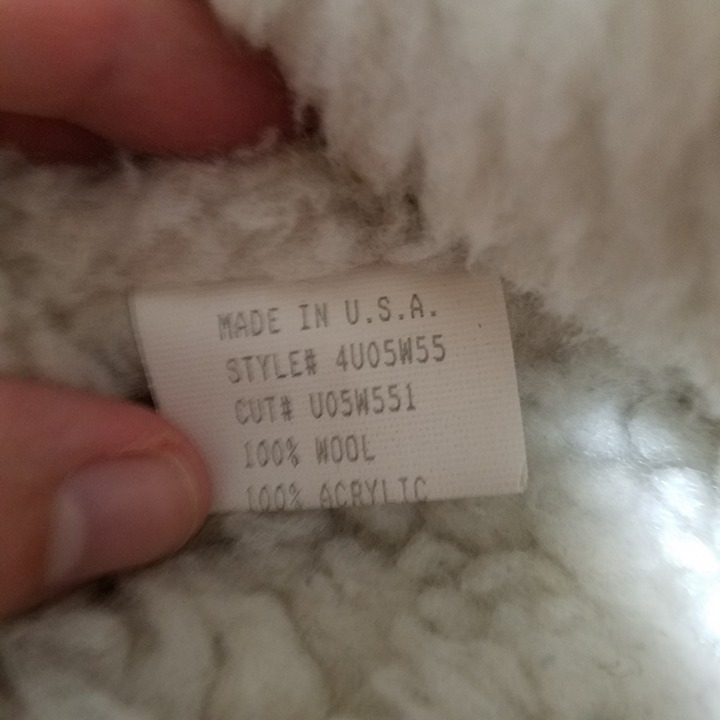 MADE IN U.S.A.
STYLE# 4U05W55
CUT# U05W551
100% WOOL
100% ACRYLIC